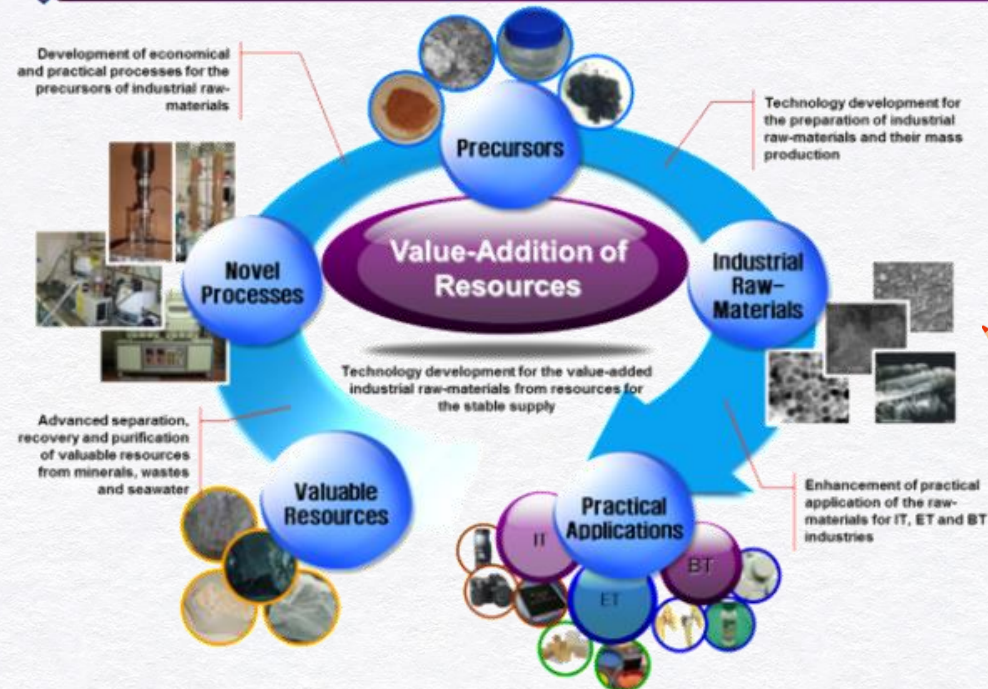 Development of economical
and practical processes for the
precursors of industrial raw-
materials
Precursors
Technology development for
the preparation of industrial
raw-materials and their mass
production
Novel
Processes
Value-Addition of
Resources
Industrial
Raw-
Materials
Technology development for the value-added
industrial raw-materials from resources for
the stable supply
Advanced separation,
recovery and purification
of valuable resources
from minerals, wastes
and seawater
Valuable
Resources
Practical
Applications
IT
ET
BT
Enhancement of practical
application of the raw-
materials for IT, ET and BT
industries